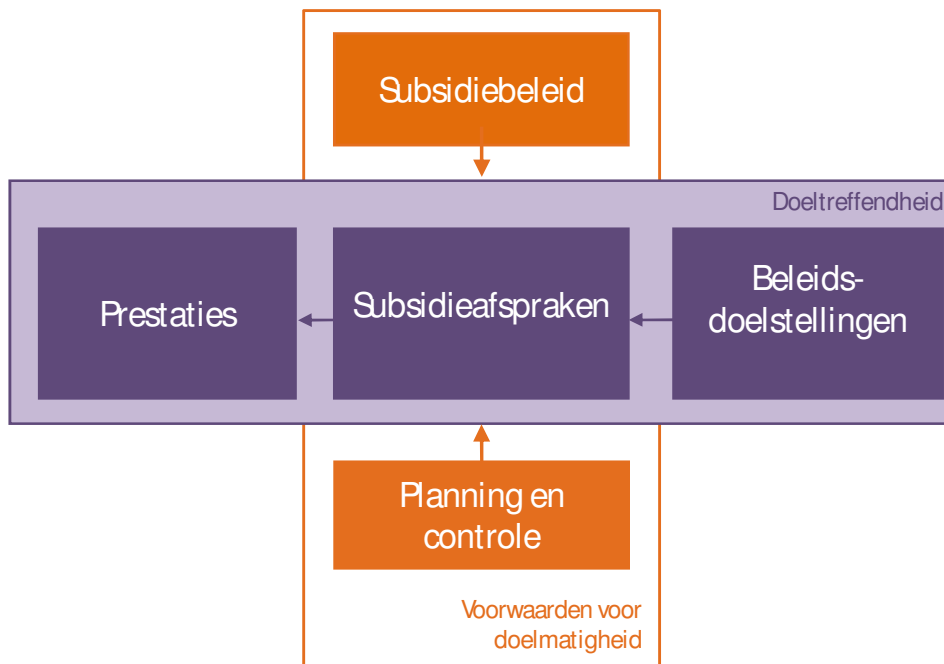 Subsidiebeleid
Doeltreffendheid
Prestaties
Subsidieafspraken
Beleids-
doelstellingen
Planning en
controle
Voorwaarden voor
doelmatigheid